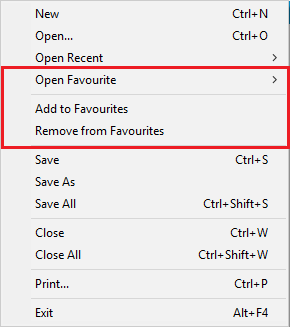 New Ctrl+N
Open... Ctrl+O
Open Recent >
Open Favourite >
Add to Favourites
Remove from Favourites
Save Ctrl+S
Save As
Save All Ctrl+Shift+S
Close Ctrl+W
Close All Ctrl+Shift+W
Print... Ctrl+P
Exit Alt+F4